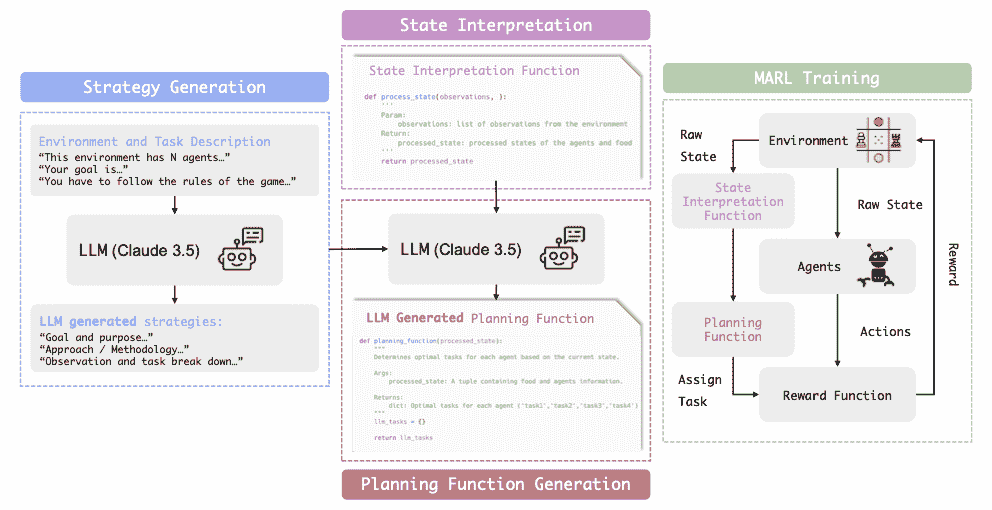 Strategy Generation
Environment and Task Description
“This environment has N agents…”
“Your goal is…”
“You have to follow the rules of the game…”
LLM (Claude 3.5)
LLM generated strategies:
“Goal and purpose…”
“Approach / Methodology…”
“Observation and task break down…”
State Interpretation
State Interpretation Function
def process_state(observations, ):
'''
Param:
observations: list of observations from the environment
Return:
processed_state: processed states of the agents and food
'''
return processed_state
LLM (Claude 3.5)
LLM Generated Planning Function
def planning_function(processed_state):
"""
Determines optimal tasks for each agent based on the current state.
Args:
processed_state: A tuple containing food and agents information.
Returns:
dict: Optimal tasks for each agent ('task1','task2','task3','task4')
"""
llm_tasks = {}
return llm_tasks
Planning Function Generation
MARL Training
Environment
Raw
State
State
Interpretation
Function
Raw State
Agents
Reward
Planning
Function
Actions
Assign
Task
Reward Function